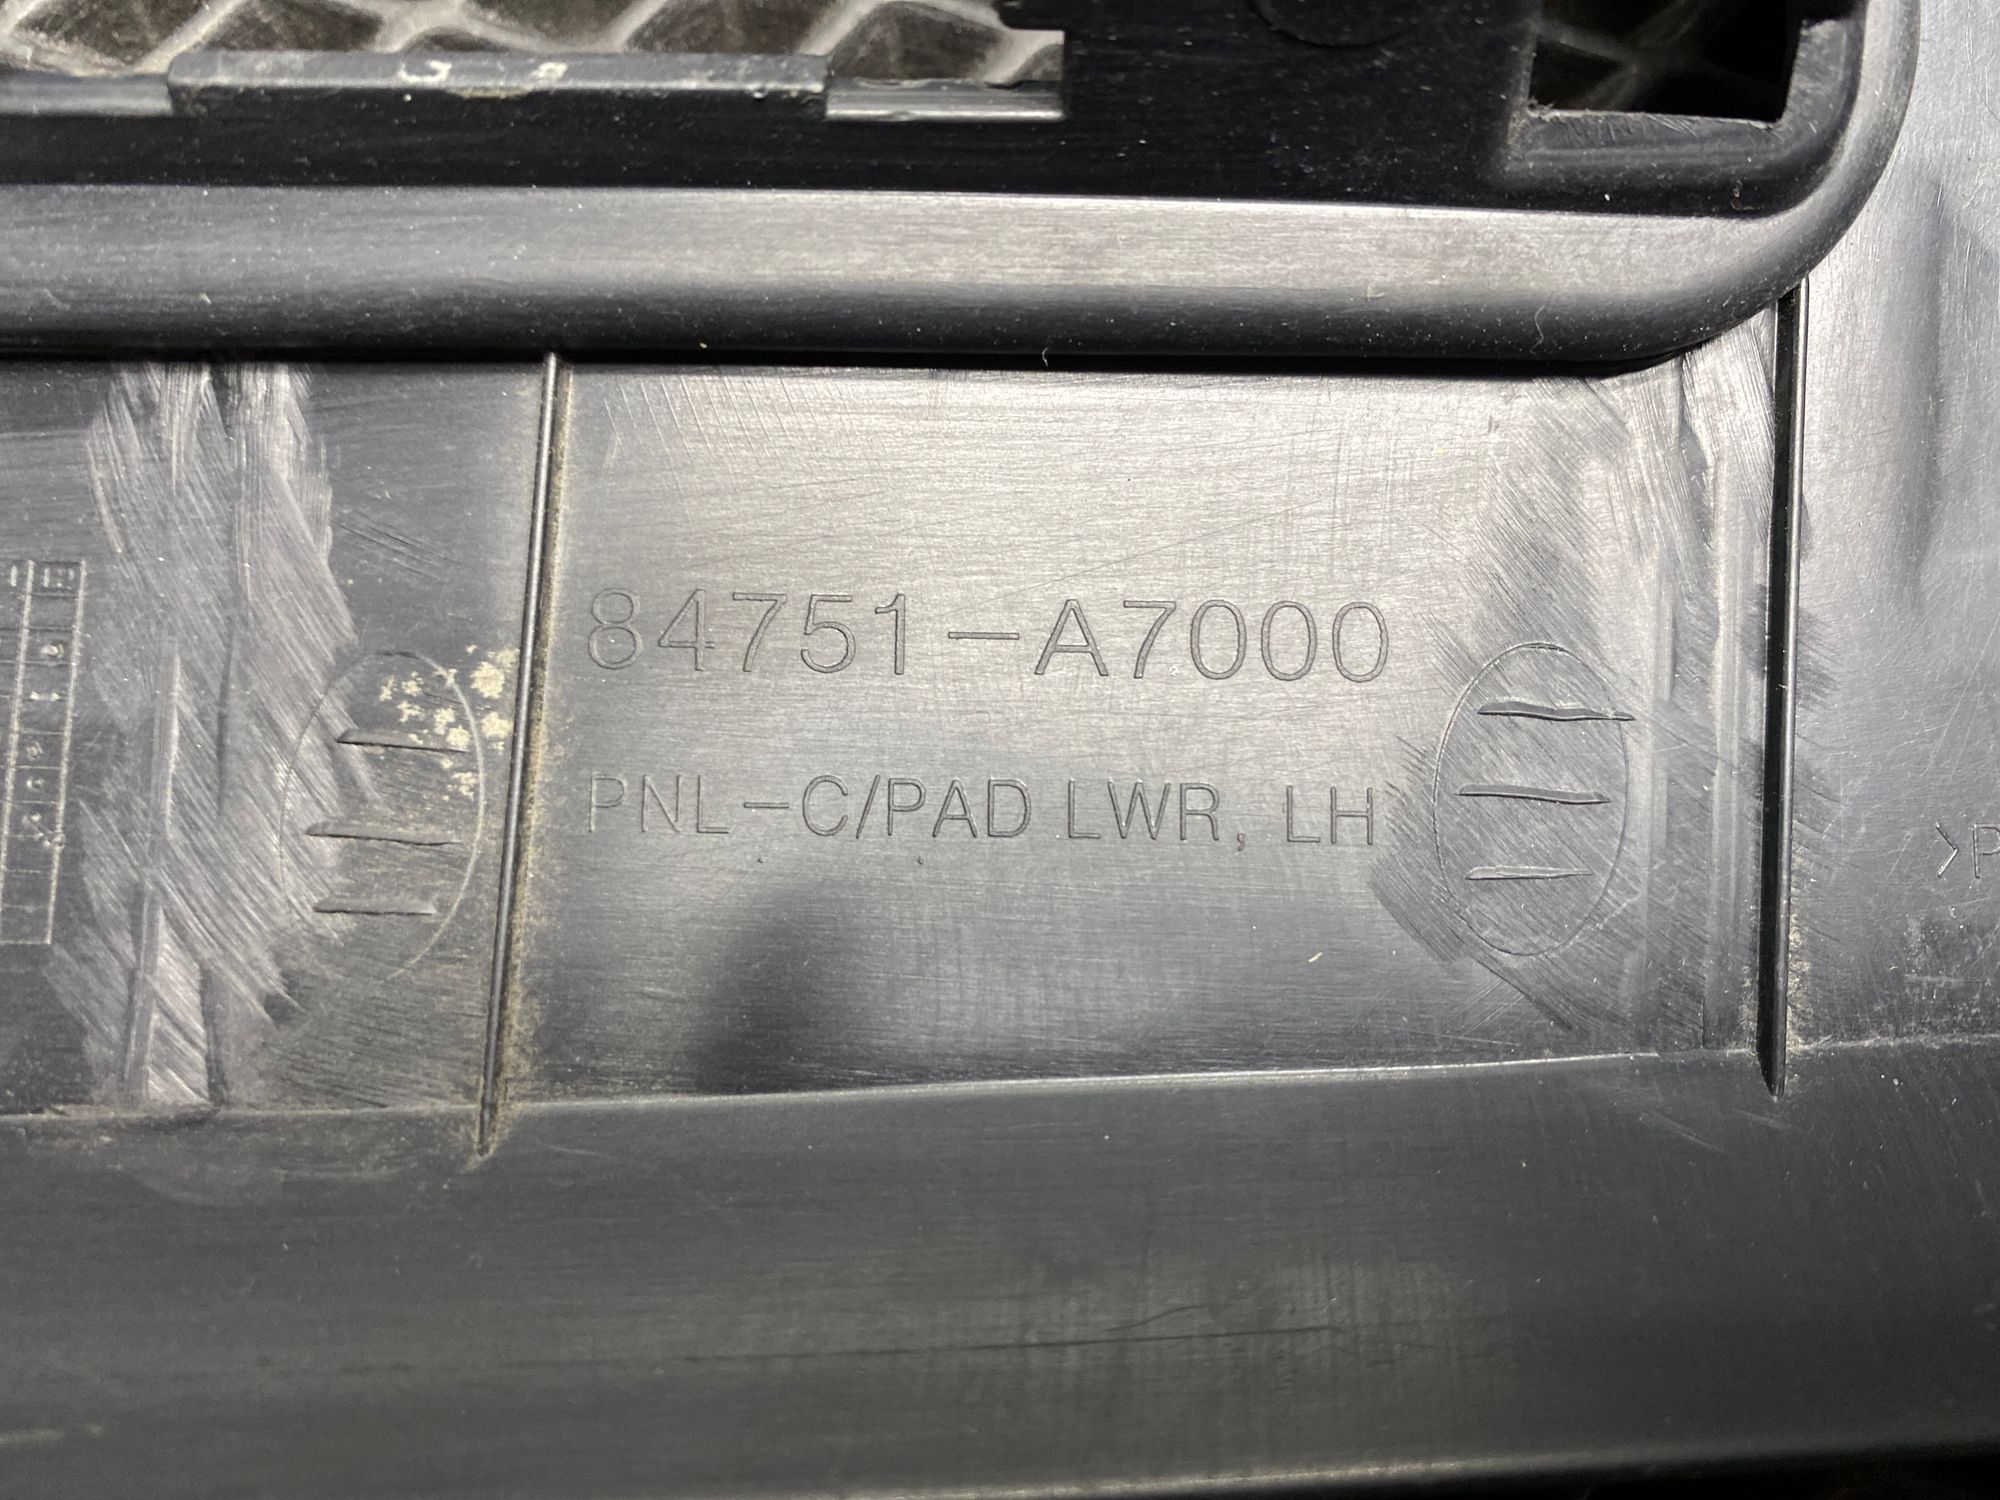 84751-A7000
PNL-C/PAD LWR, LH
>P